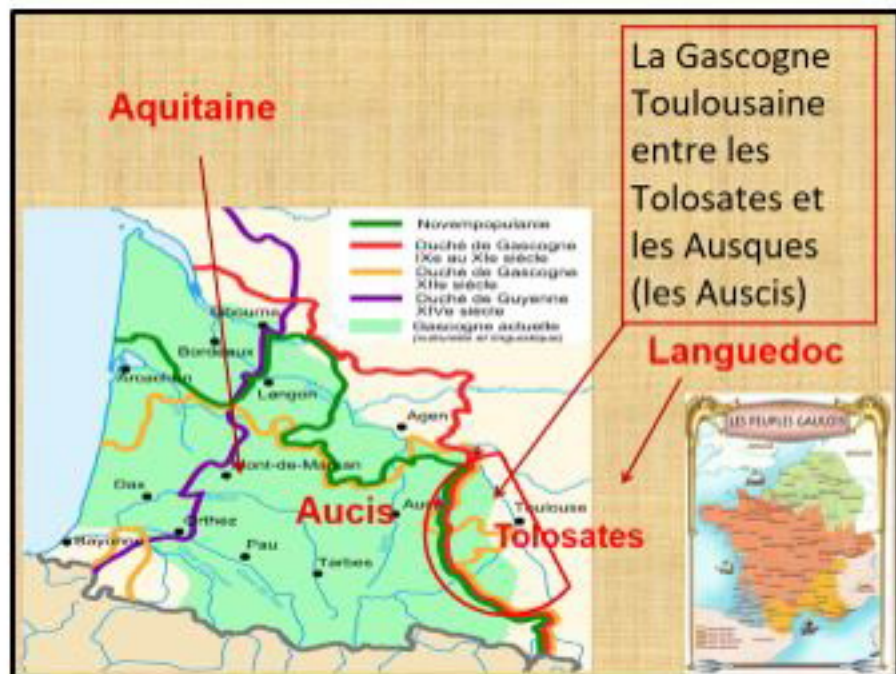 Aquitaine
La Gascogne
Toulousaine
entre les
Tolosates et
les Ausques
(les Auscis)
Languedoc
Novempopulanie
Duché de Gascogne
IXe au XIe siècle
Duché de Gascogne
XIIe siècle
Duché de Guyenne
XIVe siècle
Gascogne actuelle
Libourne
Bordeaux
Arcachon
Langon
Agen
Mont-de-Marsan
Dax
Aucis
Toulouse
Tolosates
Orthez
Bayonne
Pau
Tarbes
LES PEUPLES GAULOIS